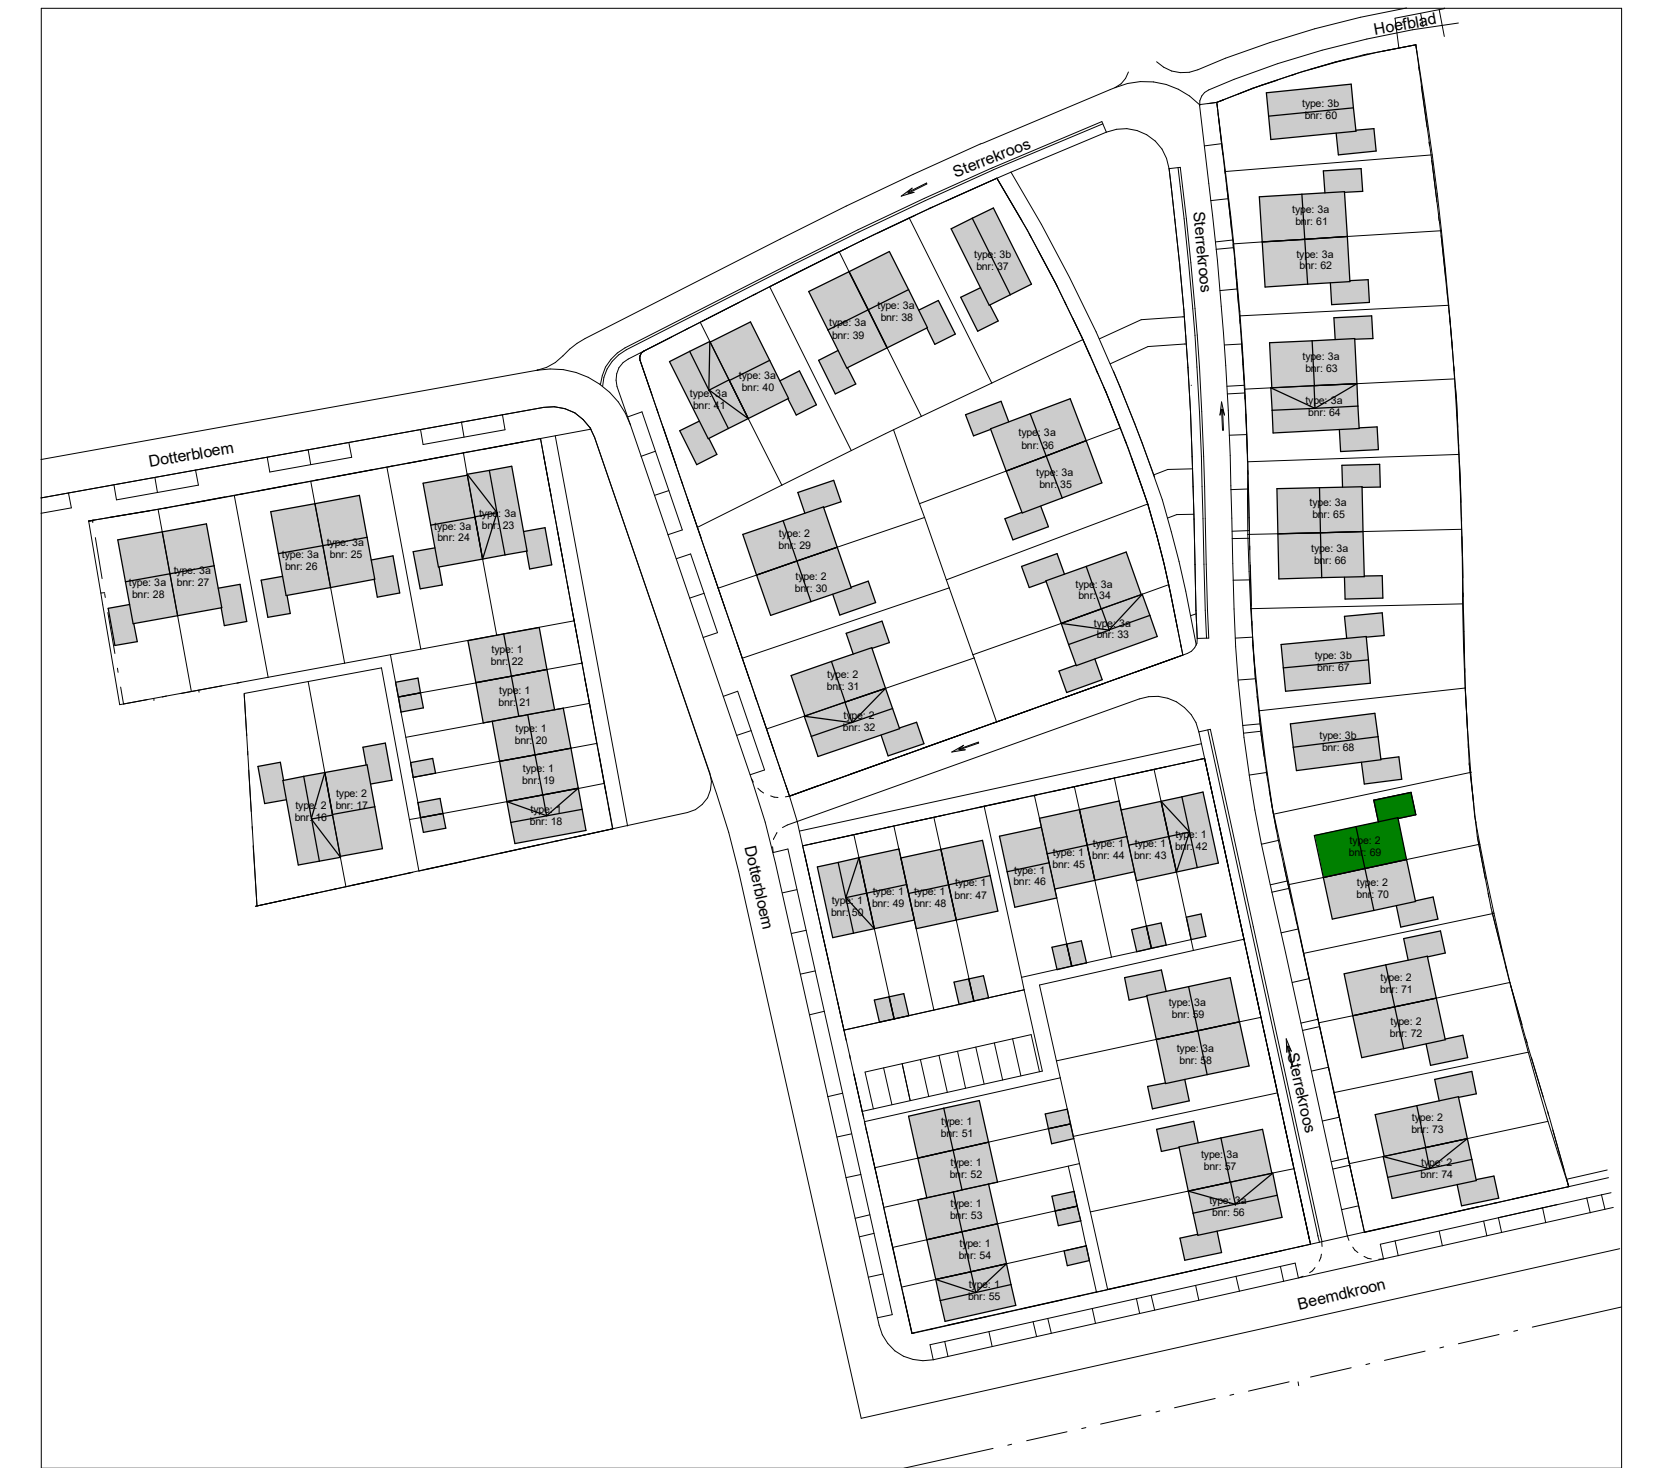 Hoefblad
type: 3b
bnr: 60
Sterrekroos
type: 3a
bnr: 61
type: 3a
bnr: 62
Sterrekroos
type: 3b
bnr: 37
type: 3a
bnr: 38
type: 3a
bnr: 39
type: 3a
bnr: 40
type: 3a
bnr: 41
type: 3a
bnr: 63
type: 3a
bnr: 64
type: 3a
bnr: 36
type: 3a
bnr: 35
Dotterbloem
type: 3a
bnr: 23
type: 3a
bnr: 24
type: 3a
bnr: 25
type: 3a
bnr: 26
type: 3a
bnr: 27
type: 3a
bnr: 28
type: 2
bnr: 29
type: 2
bnr: 30
type: 3a
bnr: 65
type: 3a
bnr: 66
type: 3a
bnr: 34
type: 3a
bnr: 33
type: 1
bnr: 22
type: 1
bnr: 21
type: 1
bnr: 20
type: 1
bnr: 19
type: 1
bnr: 18
type: 2
bnr: 17
type: 2
bnr: 16
type: 2
bnr: 31
type: 2
bnr: 32
type: 3b
bnr: 67
type: 3b
bnr: 68
type: 2
bnr: 69
type: 2
bnr: 70
type: 1
bnr: 42
type: 1
bnr: 43
type: 1
bnr: 44
type: 1
bnr: 45
type: 1
bnr: 46
type: 1
bnr: 47
type: 1
bnr: 48
type: 1
bnr: 49
type: 1
bnr: 50
Dotterbloem
type: 2
bnr: 71
type: 2
bnr: 72
type: 3a
bnr: 59
type: 3a
bnr: 58
Sterrekroos
type: 1
bnr: 51
type: 1
bnr: 52
type: 1
bnr: 53
type: 1
bnr: 54
type: 1
bnr: 55
type: 3a
bnr: 57
type: 3a
bnr: 56
type: 2
bnr: 73
type: 2
bnr: 74
Beemdkroon